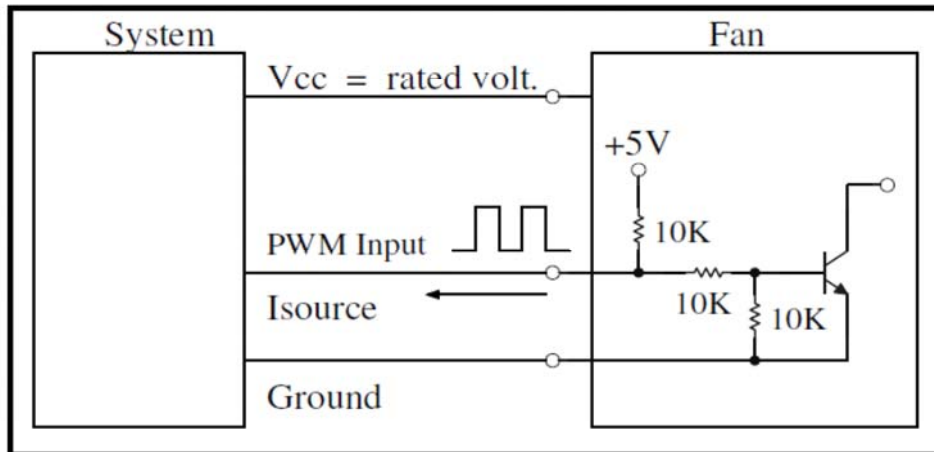 System
Fan
Vcc = rated volt.
+5V
10K
PWM Input
10K
10K
Isource
Ground